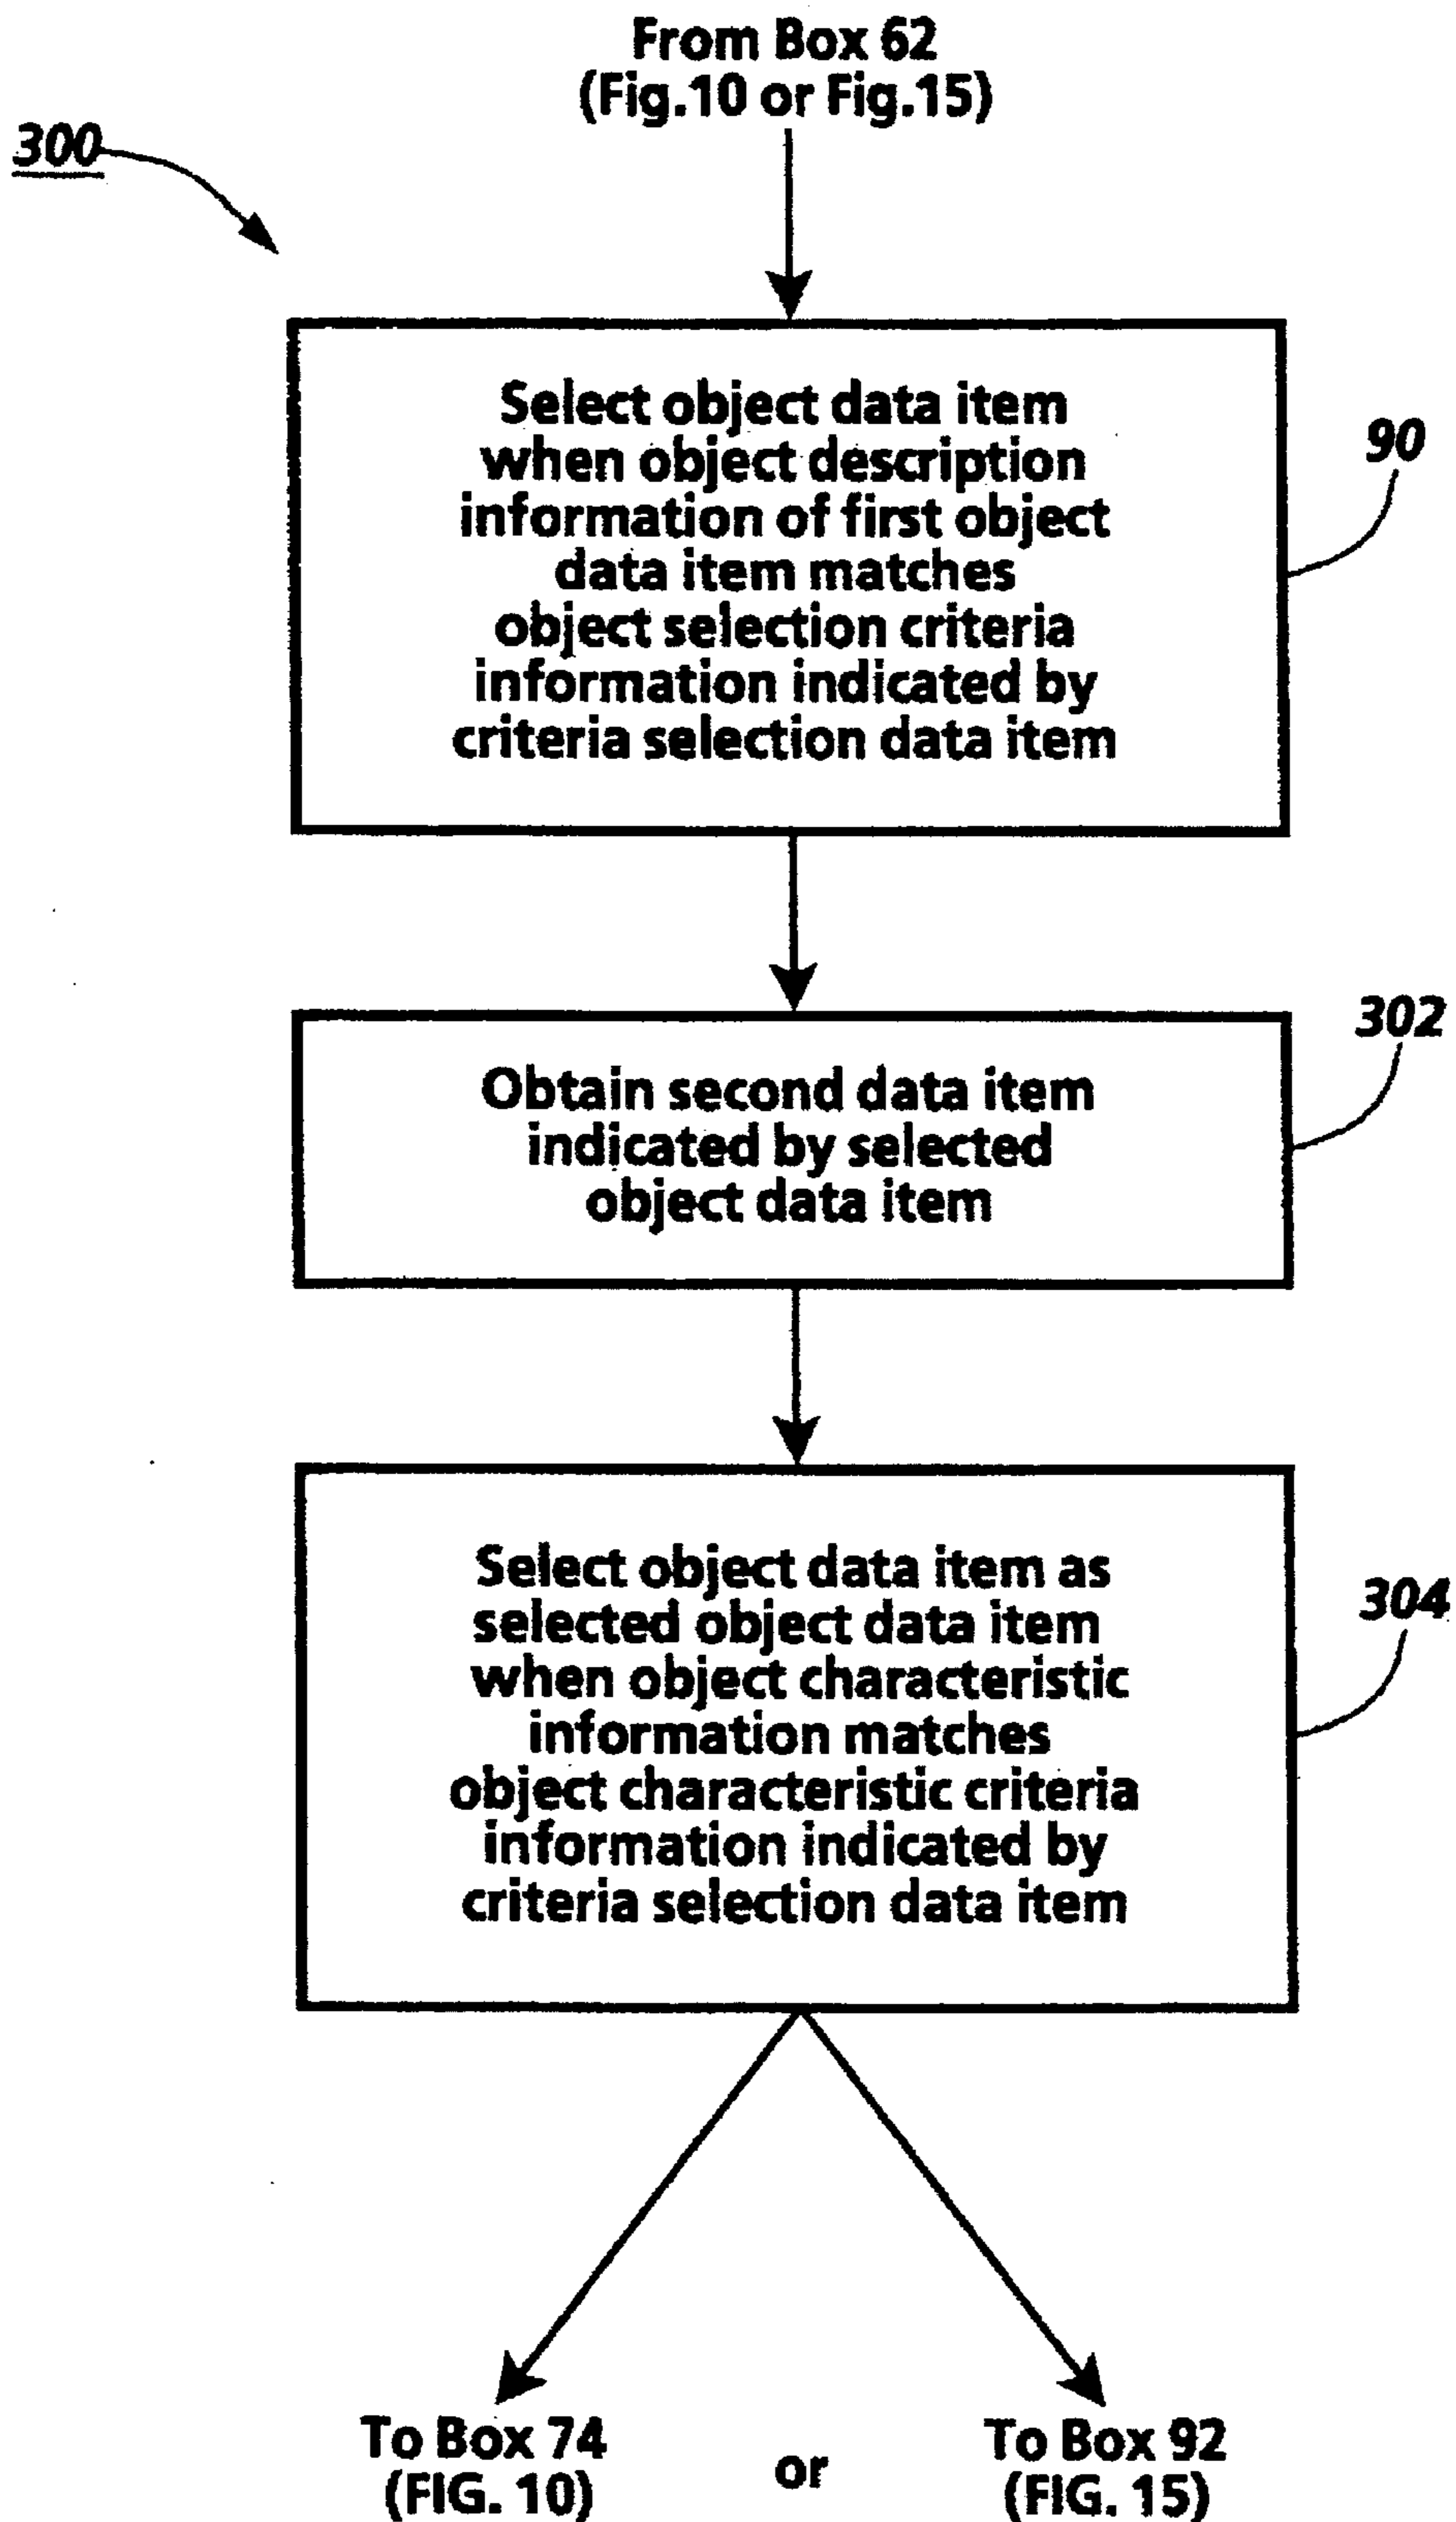 From Box 62
(Fig.10 or Fig.15)
300
Select object data item
when object description
information of first object
data item matches
object selection criteria
information indicated by
criteria selection data item
90
Obtain second data item
indicated by selected
object data item
302
Select object data item as
selected object data item
when object characteristic
information matches
object characteristic criteria
information indicated by
criteria selection data item
304
To Box 74
(FIG. 10)
or
To Box 92
(FIG. 15)